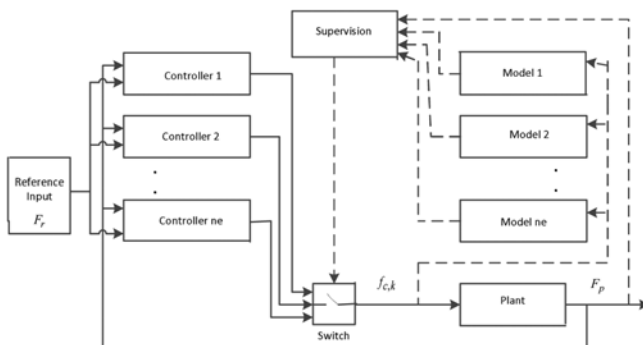 Supervision
Controller 1
Model 1
Controller 2
Model 2
Reference
Input
F_r
Controller ne
Model ne
f_{c,k}
F_p
Plant
Switch